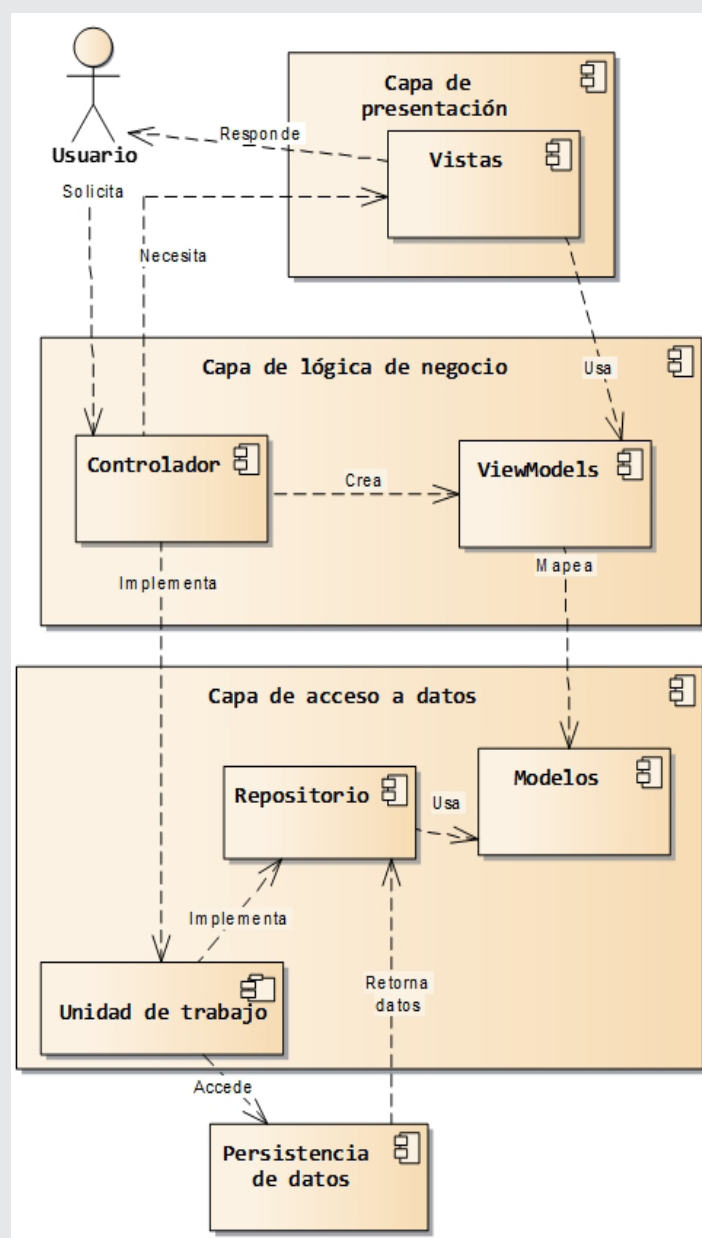 Capa de
presentación
Responde
Vistas
Usuario
Solicita
Necesita
Capa de lógica de negocio
Usa
Controlador
ViewModels
Crea
Implementa
Mapea
Capa de acceso a datos
Repositorio
Modelos
Usa
Implementa
Retorna
datos
Unidad de trabajo
Accede
Persistencia
de datos